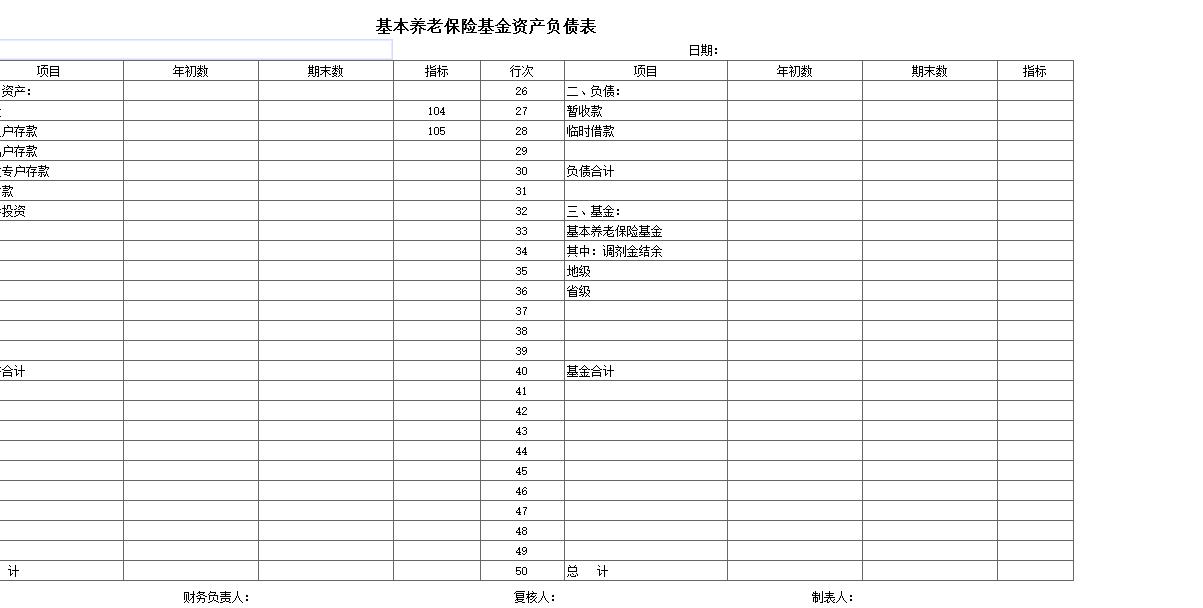 基本养老保险基金资产负债表
日期：
项目 年初数 期末数 指标 行次 项目 年初数 期末数 指标
资产： 26 二、负债：
104 27 暂收款
户存款 105 28 临时借款
户存款 29
专户存款 30 负债合计
款 31
投资 32 三、基金：
33 基本养老保险基金
34 其中：调剂金结余
35 地级
36 省级
37
38
39
合计 40 基金合计
41
42
43
44
45
46
47
48
49
计 50 总 计
财务负责人： 复核人： 制表人：